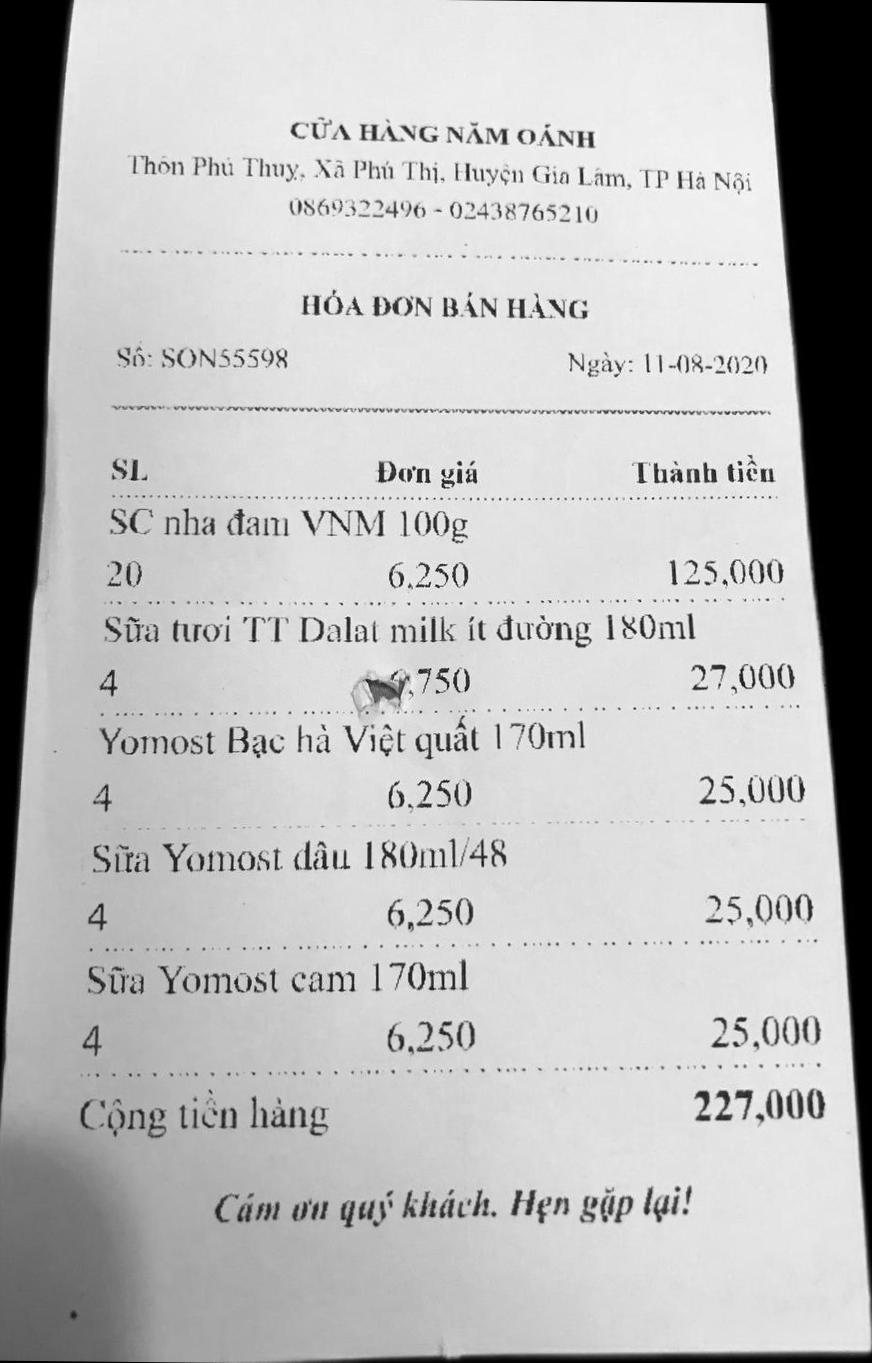 CỬA HÀNG NĂM OÁNH
Thôn Phú Thuỵ, Xã Phú Thị, Huyện Gia Lâm, TP Hà Nội
0869322496 - 02438765210
HÓA ĐƠN BÁN HÀNG
Số: SON55598 Ngày: 11-08-2020
SL Đơn giá Thành tiền
SC nha đam VNM 100g
20 6,250 125,000
Sữa tươi TT Dalat milk ít đường 180ml
4 27,000
Yomost Bạc hà Việt quất 170ml
4 6,250 25,000
Sữa Yomost dâu 180ml/48
4 6,250 25,000
Sữa Yomost cam 170ml
4 6,250 25,000
Cộng tiền hàng 227,000
Cám ơn quý khách. Hẹn gặp lại!